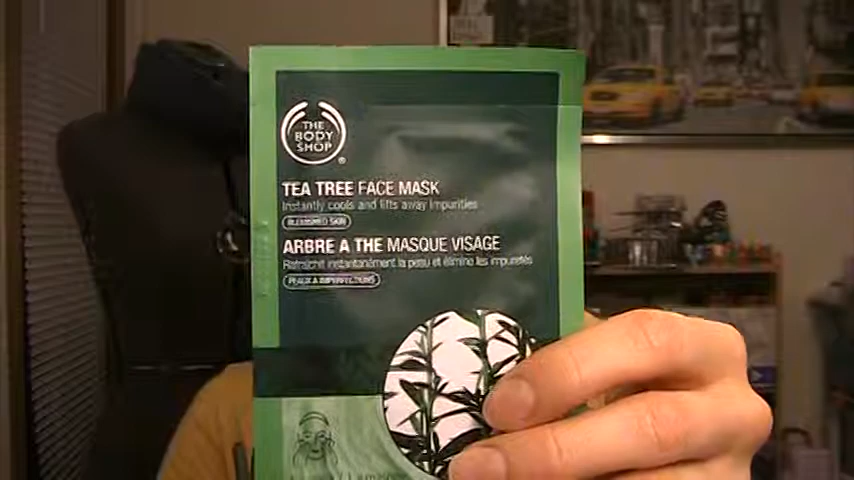 THE
BODY
SHOP
TEA TREE FACE MASK
Instantly cools and lifts away impurities
BLEMISHED SKIN
ARBRE A THE MASQUE VISAGE
Rafraîchit instantanément la peau et élimine les impuretés
PEAUX A IMPERFECTIONS